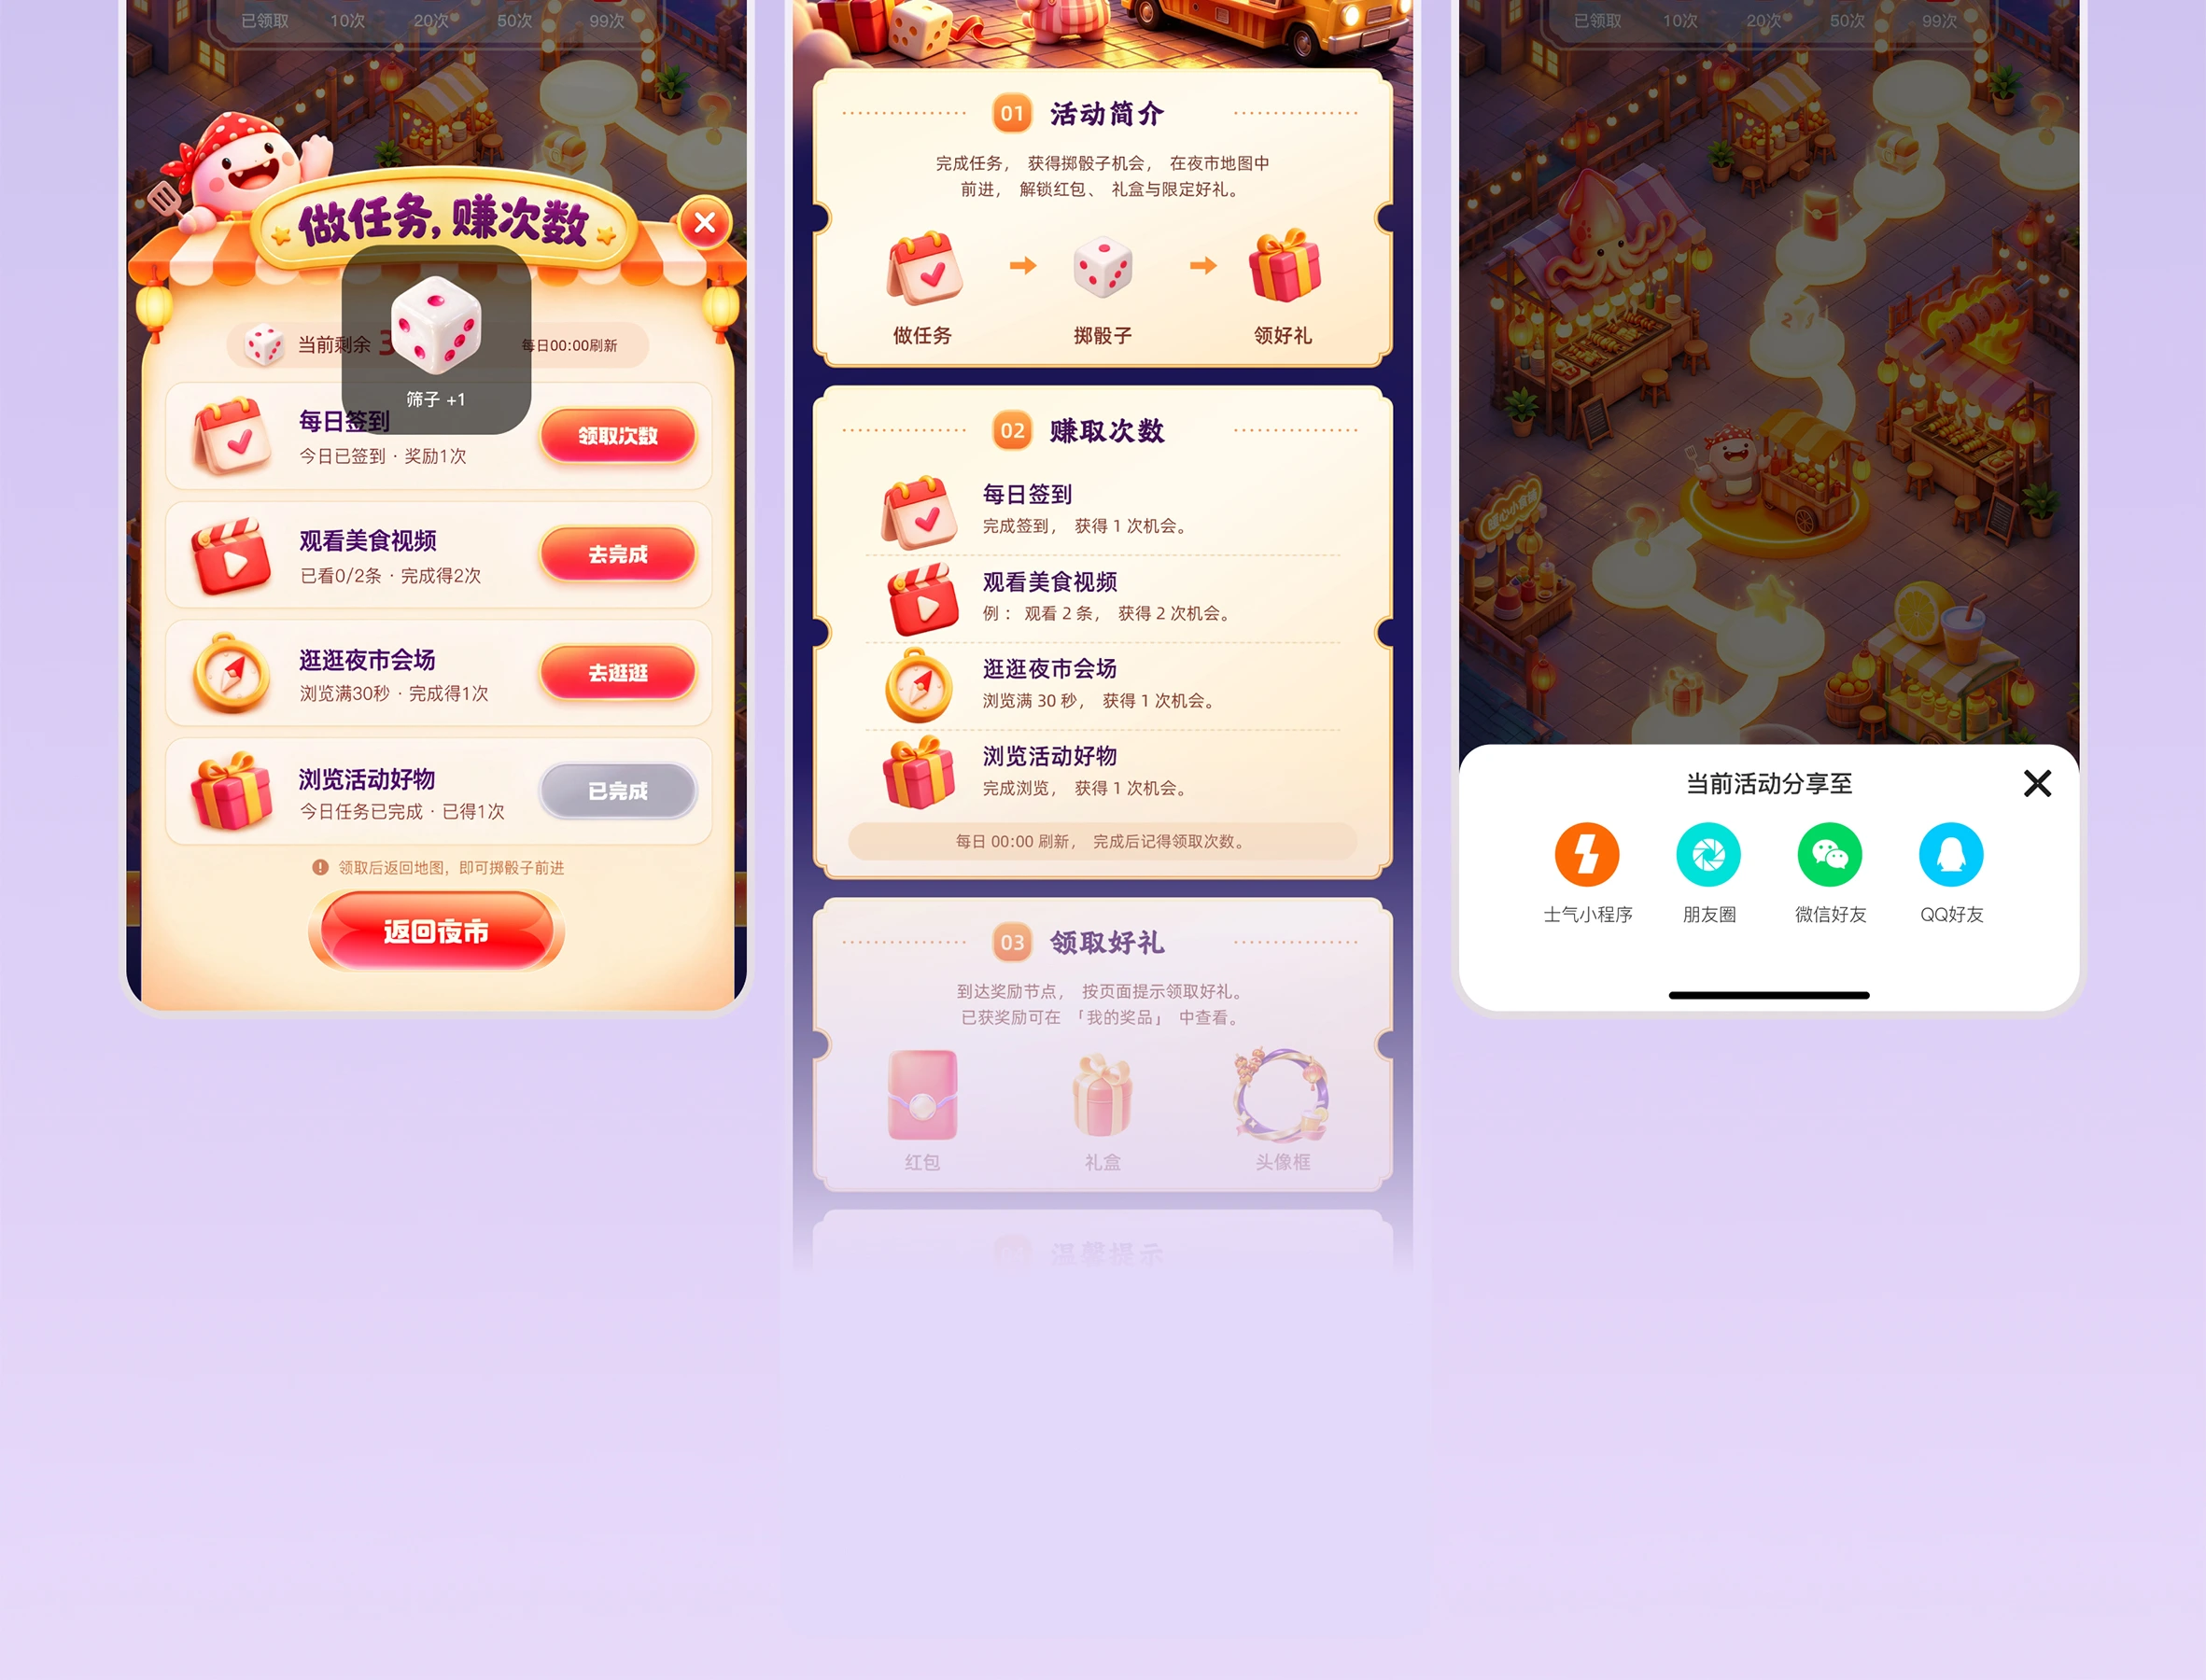 已领取 10次 20次 50次 99次
做任务,赚次数
当前剩余 3
每日00:00刷新
筛子 +1
每日签到
今日已签到 · 奖励1次
领取次数
观看美食视频
已看0/2条 · 完成得2次
去完成
逛逛夜市会场
浏览满30秒 · 完成得1次
去逛逛
浏览活动好物
今日任务已完成 · 已得1次
已完成
领取后返回地图，即可掷骰子前进
返回夜市
01 活动简介
完成任务， 获得掷骰子机会， 在夜市地图中
前进， 解锁红包、 礼盒与限定好礼。
做任务
掷骰子
领好礼
02 赚取次数
每日签到
完成签到， 获得 1 次机会。
观看美食视频
例： 观看 2 条， 获得 2 次机会。
逛逛夜市会场
浏览满 30 秒， 获得 1 次机会。
浏览活动好物
完成浏览， 获得 1 次机会。
每日 00:00 刷新， 完成后记得领取次数。
03 领取好礼
到达奖励节点， 按页面提示领取好礼。
已获奖励可在 「我的奖品」 中查看。
红包
礼盒
头像框
温馨提示
已领取 10次 20次 50次 99次
暖心小食摊
当前活动分享至
士气小程序
朋友圈
微信好友
QQ好友